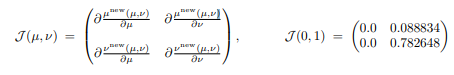 𝒥(μ, ν) = ( ∂ μ^new(μ,ν)/∂μ   ∂ μ^new(μ,ν)/∂ν
∂ ν^new(μ,ν)/∂μ   ∂ ν^new(μ,ν)/∂ν ) ,   𝒥(0, 1) = ( 0.0 0.088834
0.0 0.782648 )